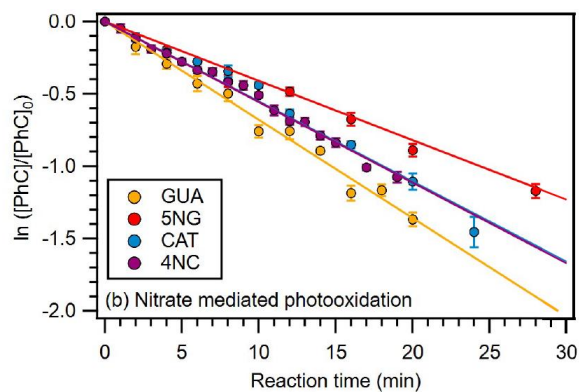 ln ([PhC]/[PhC]₀)
0.0
-0.5
-1.0
-1.5
-2.0
GUA
5NG
CAT
4NC
(b) Nitrate mediated photooxidation
0 5 10 15 20 25 30
Reaction time (min)